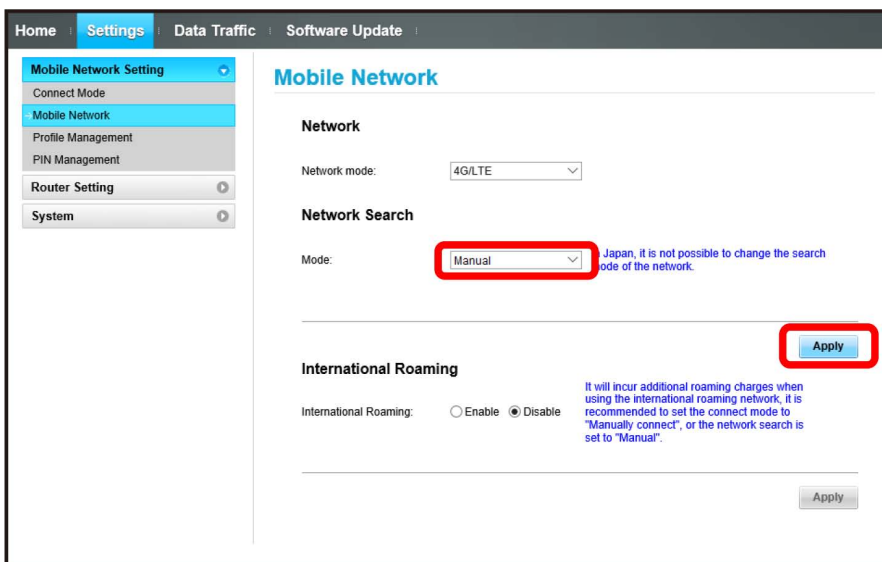 Home Settings Data Traffic Software Update
Mobile Network Setting
Connect Mode
Mobile Network
Profile Management
PIN Management
Router Setting
System
Mobile Network
Network
Network mode: 4G/LTE
Network Search
Mode: Manual
Japan, it is not possible to change the search
of the network.
Apply
International Roaming
International Roaming: Enable Disable
It will incur additional roaming charges when
using the international roaming network, it is
recommended to set the connect mode to
"Manually connect", or the network search is
set to "Manual".
Apply